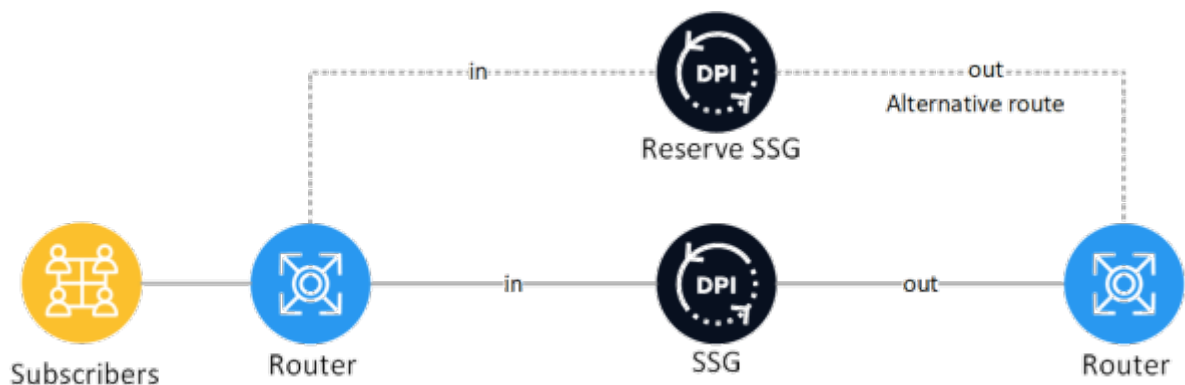 DPI
in
out
Alternative route
Reserve SSG
DPI
in
out
Subscribers
Router
SSG
Router